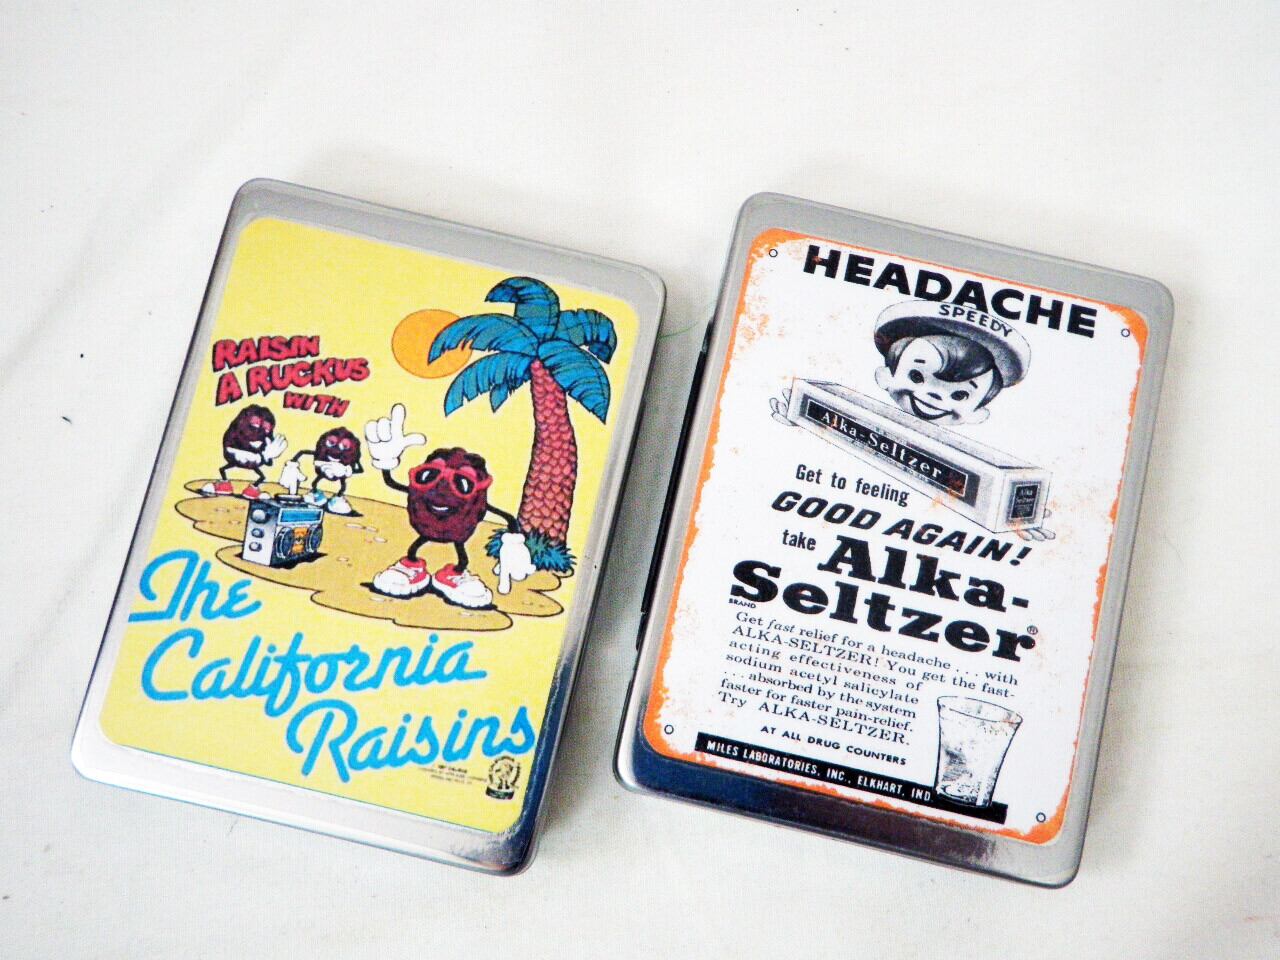 RAISIN
A RUCKUS
WITH
The
California
Raisins
HEADACHE
SPEEDY
Alka-Seltzer
Alka
Seltzer
Get to feeling
GOOD AGAIN!
take Alka-
Seltzer®
BRAND
Get fast relief for a headache . . . with
ALKA-SELTZER! You get the fast-
acting effectiveness of
sodium acetyl salicylate
. . . absorbed by the system
faster for faster pain-relief.
Try ALKA-SELTZER.
AT ALL DRUG COUNTERS
MILES LABORATORIES, INC., ELKHART, IND.